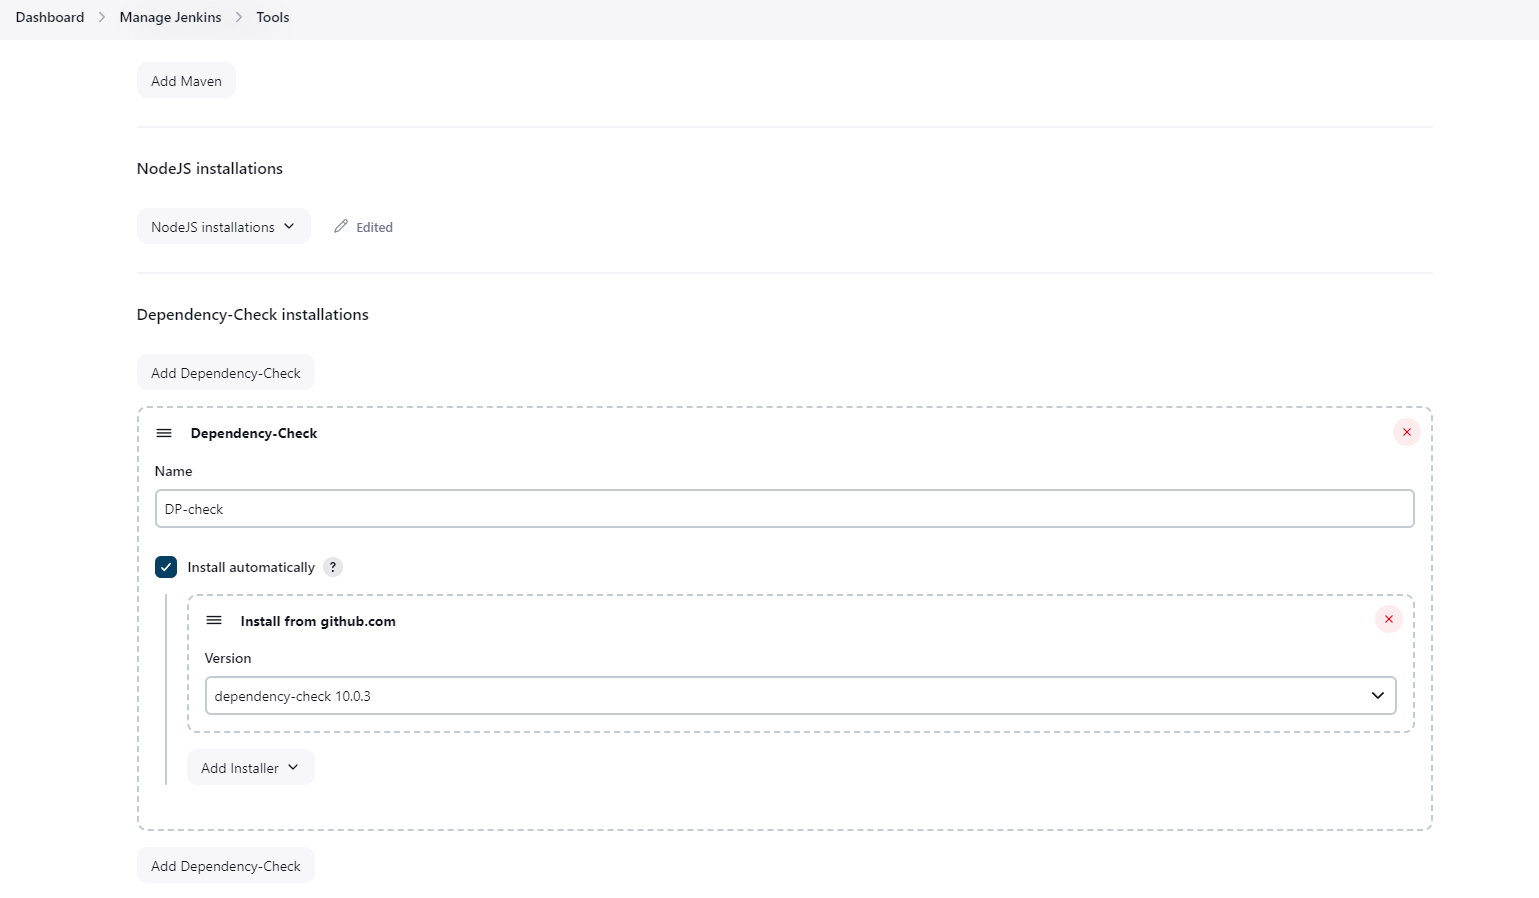 Dashboard > Manage Jenkins > Tools
Add Maven
NodeJS installations
NodeJS installations Edited
Dependency-Check installations
Add Dependency-Check
Dependency-Check
Name
DP-check
Install automatically ?
Install from github.com
Version
dependency-check 10.0.3
Add Installer
Add Dependency-Check